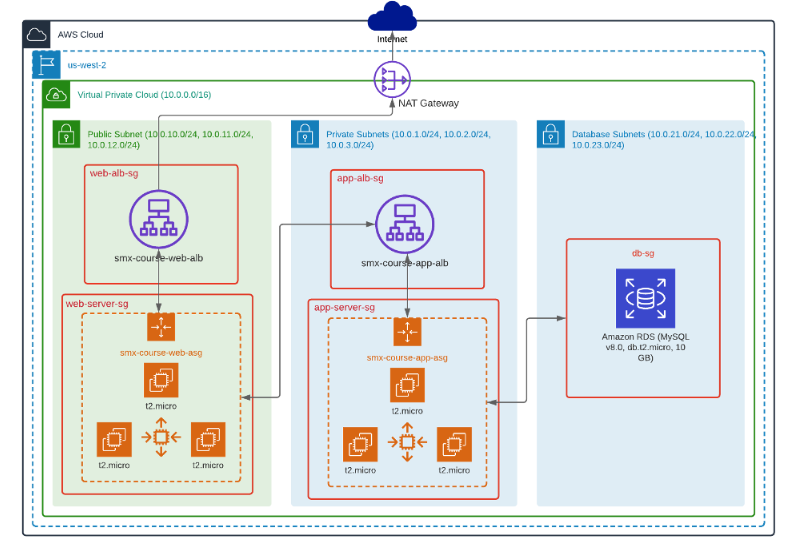 Internet
AWS Cloud
us-west-2
NAT Gateway
Virtual Private Cloud (10.0.0.0/16)
Public Subnet (10.0.10.0/24, 10.0.11.0/24,
10.0.12.0/24)
Private Subnets (10.0.1.0/24, 10.0.2.0/24,
10.0.3.0/24)
Database Subnets (10.0.21.0/24, 10.0.22.0/24,
10.0.23.0/24)
web-alb-sg
smx-course-web-alb
app-alb-sg
smx-course-app-alb
db-sg
Amazon RDS (MySQL
v8.0, db.t2.micro, 10
GB)
web-server-sg
smx-course-web-asg
t2.micro
t2.micro
t2.micro
app-server-sg
smx-course-app-asg
t2.micro
t2.micro
t2.micro